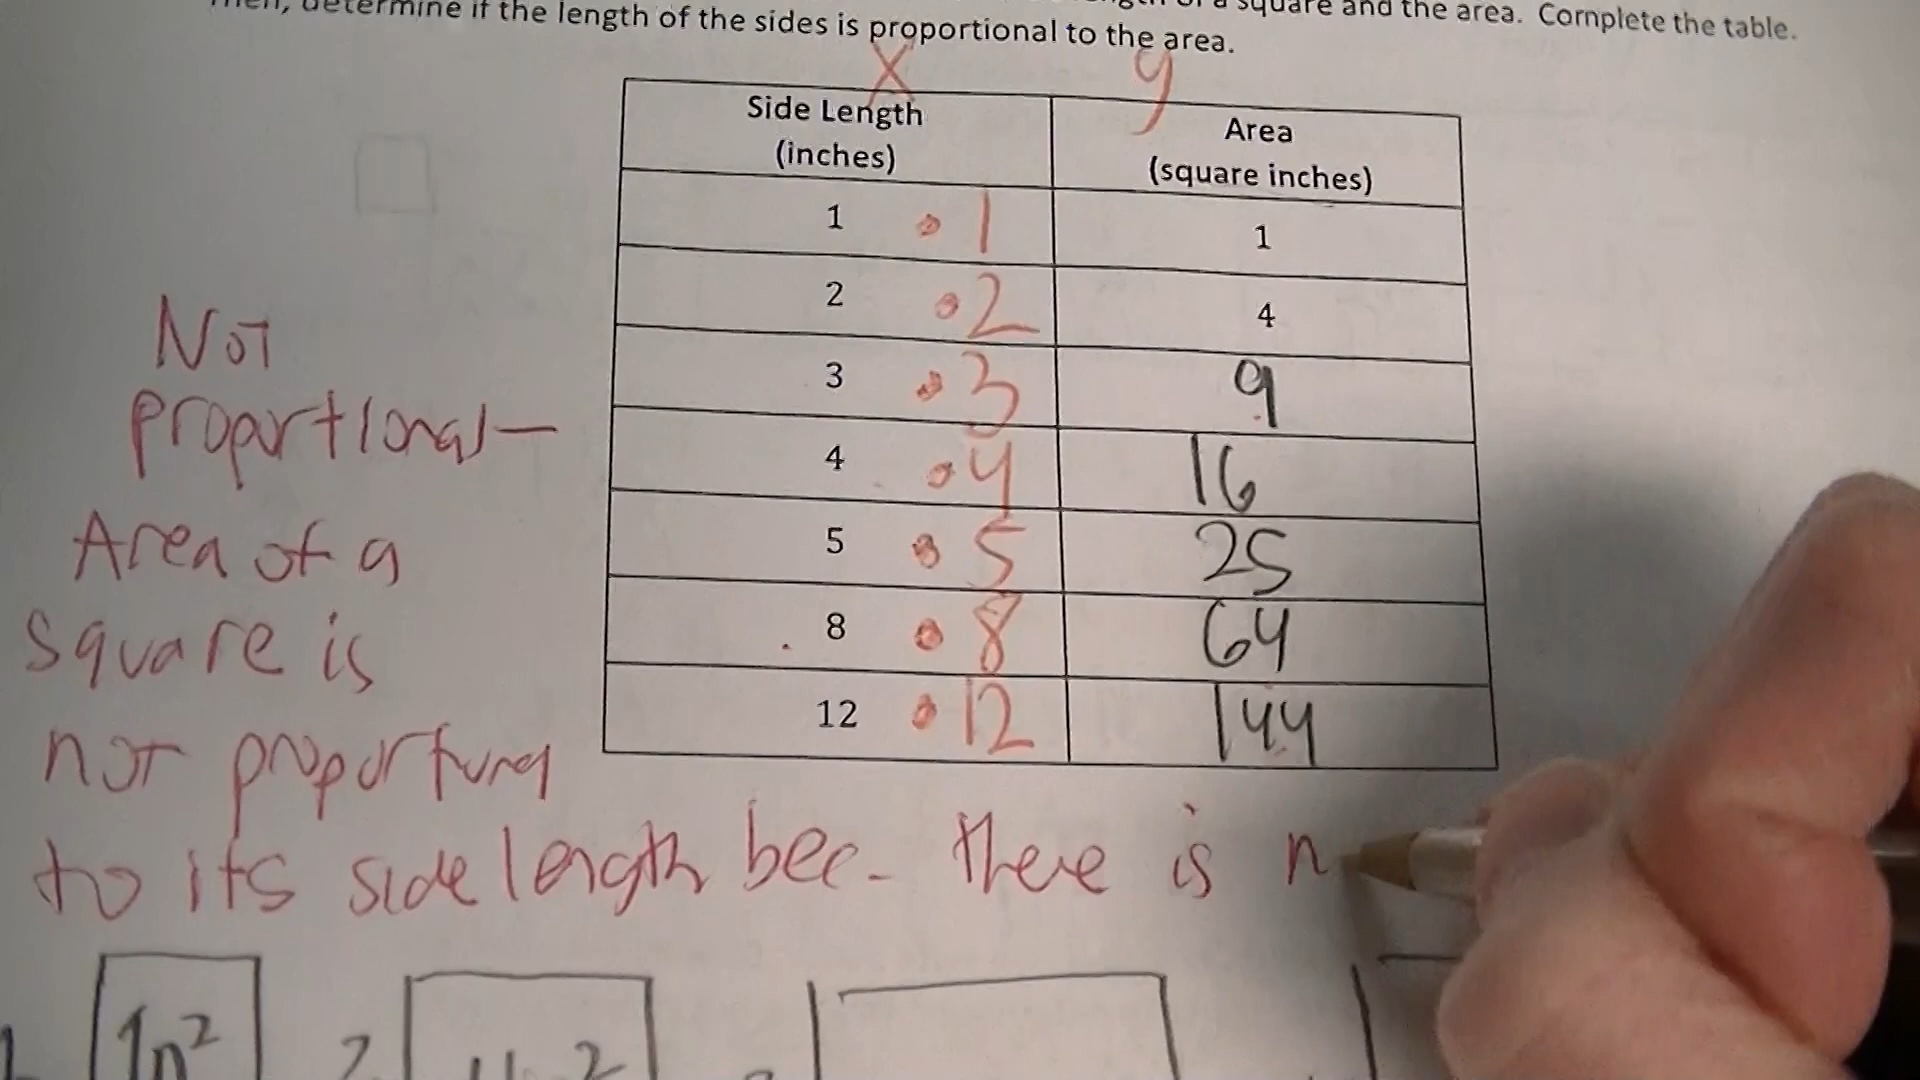 Then, determine if the length of the sides is proportional to the area.
a square and the area. Complete the table.
x y
Side Length
(inches)
Area
(square inches)
1 • 1 1
2 • 2 4
3 • 3 9
4 • 4 16
5 • 5 25
8 • 8 64
12 • 12 144
Not
proportional—
Area of a
square is
not proportional
to its side length bec. there is n
1n²
2